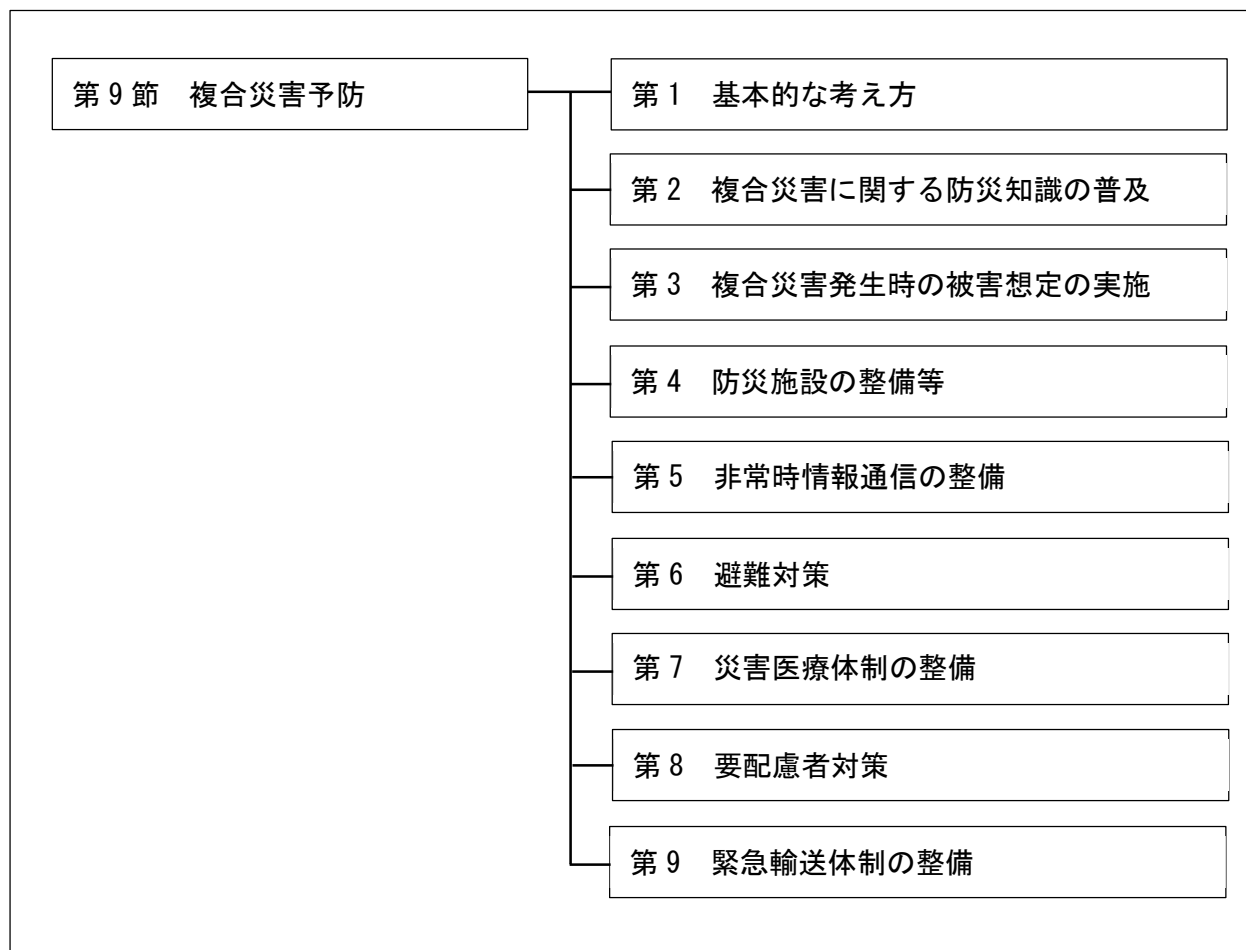 第9節　複合災害予防
第1　基本的な考え方
第2　複合災害に関する防災知識の普及
第3　複合災害発生時の被害想定の実施
第4　防災施設の整備等
第5　非常時情報通信の整備
第6　避難対策
第7　災害医療体制の整備
第8　要配慮者対策
第9　緊急輸送体制の整備